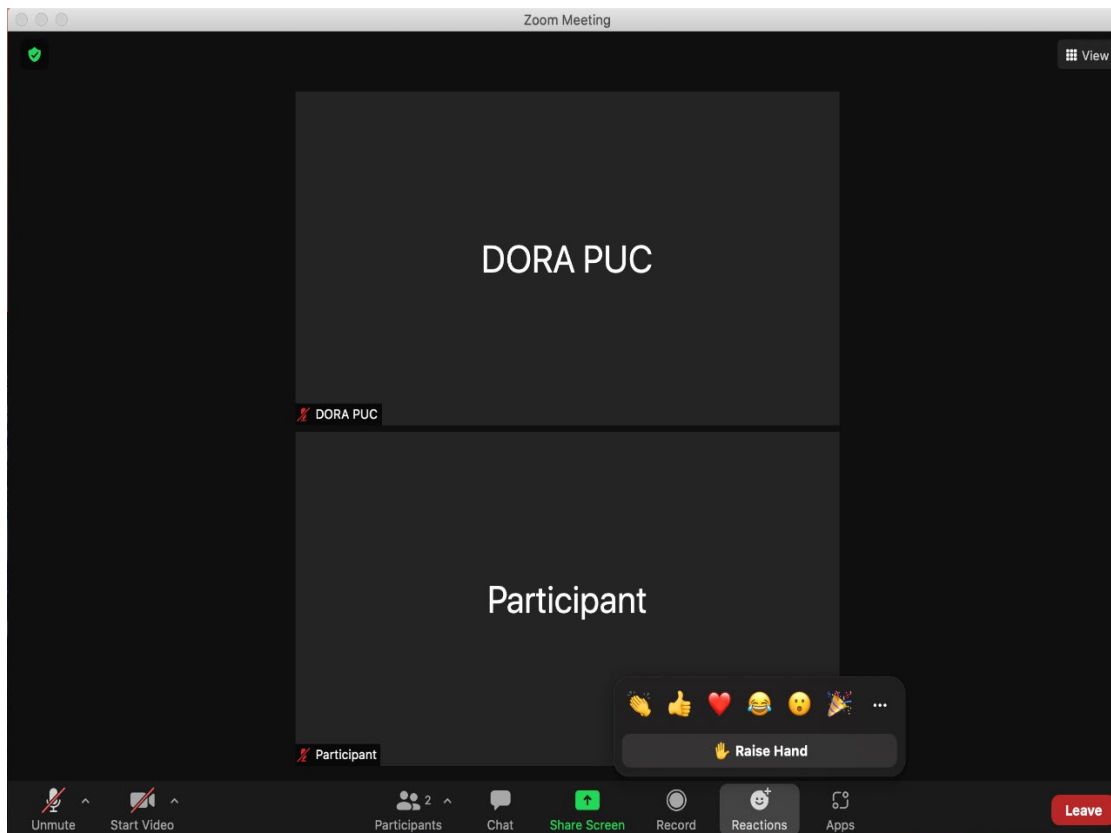 Zoom Meeting
View
DORA PUC
DORA PUC
Participant
Raise Hand
Participant
2
Unmute
Start Video
Participants
Chat
Share Screen
Record
Reactions
Apps
Leave